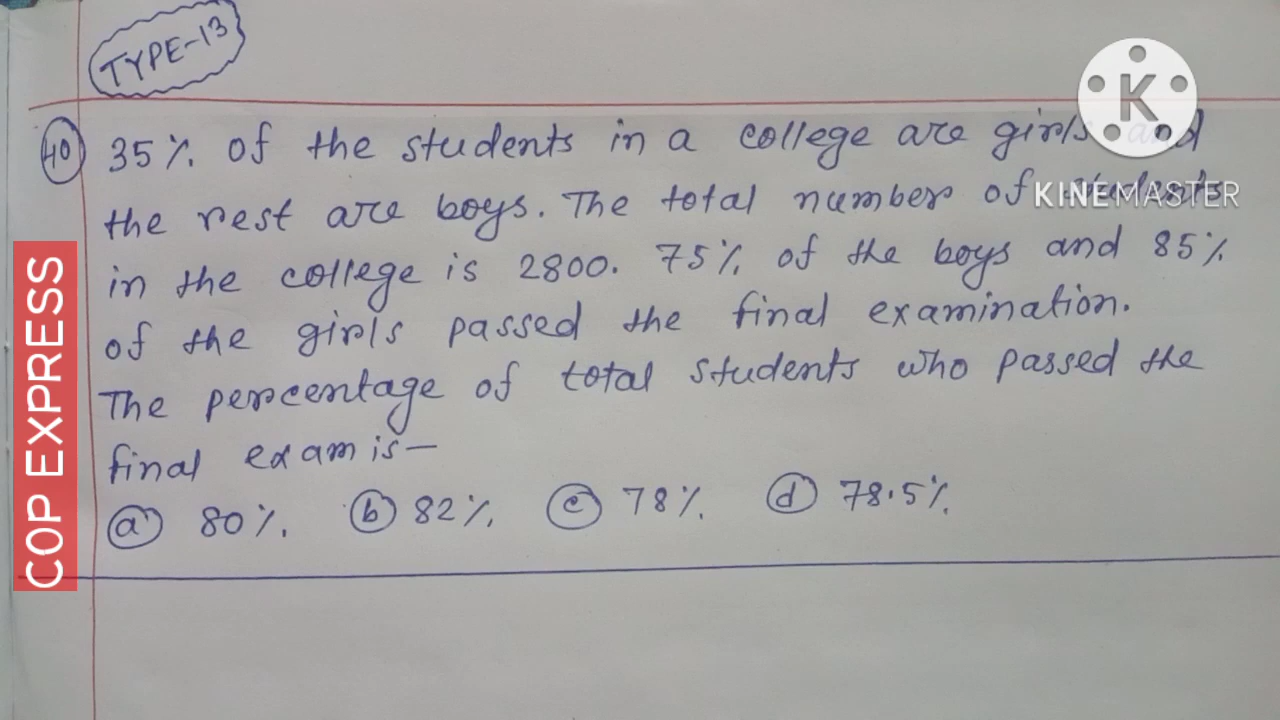 TYPE-13
40 35% of the students in a college are girls and
the rest are boys. The total number of students
in the college is 2800. 75% of the boys and 85%
of the girls passed the final examination.
The percentage of total students who passed the
final exam is—
(a) 80%. (b) 82%. (c) 78%. (d) 78.5%.
K
KINEMASTER
COP EXPRESS